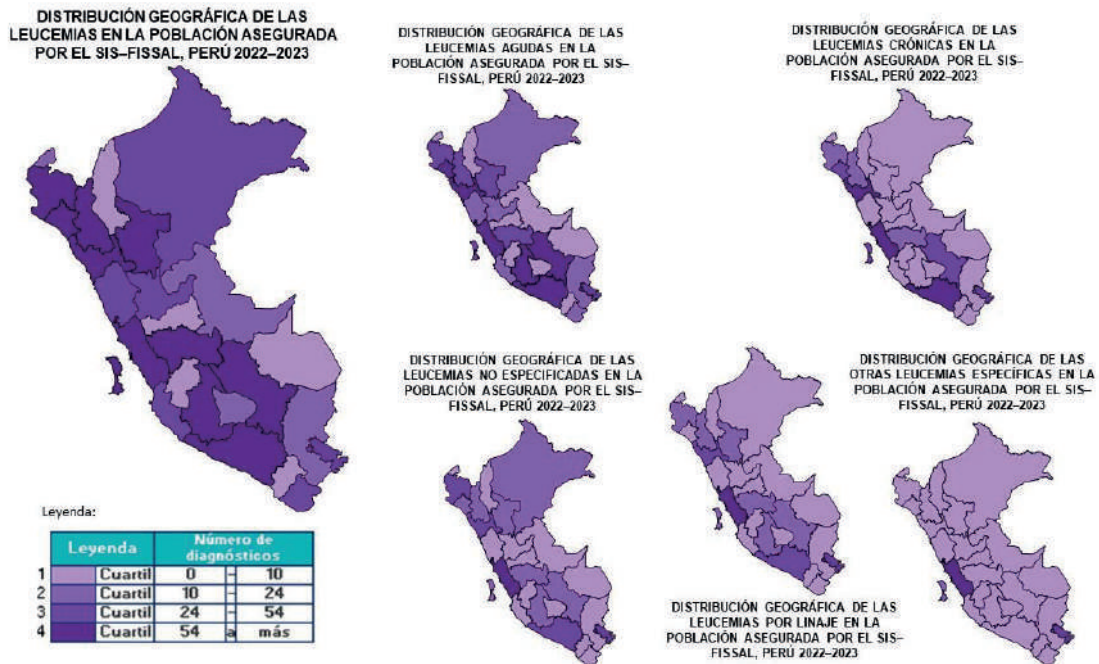 DISTRIBUCIÓN GEOGRÁFICA DE LAS
LEUCEMIAS EN LA POBLACIÓN ASEGURADA
POR EL SIS–FISSAL, PERÚ 2022–2023
DISTRIBUCIÓN GEOGRÁFICA DE LAS
LEUCEMIAS AGUDAS EN LA
POBLACIÓN ASEGURADA POR EL SIS–
FISSAL, PERÚ 2022–2023
DISTRIBUCIÓN GEOGRÁFICA DE LAS
LEUCEMIAS CRÓNICAS EN LA
POBLACIÓN ASEGURADA POR EL SIS–
FISSAL, PERÚ 2022–2023
DISTRIBUCIÓN GEOGRÁFICA DE LAS
LEUCEMIAS NO ESPECIFICADAS EN LA
POBLACIÓN ASEGURADA POR EL SIS–
FISSAL, PERÚ 2022–2023
DISTRIBUCIÓN GEOGRÁFICA DE LAS
OTRAS LEUCEMIAS ESPECÍFICAS EN LA
POBLACIÓN ASEGURADA POR EL SIS–
FISSAL, PERÚ 2022–2023
DISTRIBUCIÓN GEOGRÁFICA DE LAS
LEUCEMIAS POR LINAJE EN LA
POBLACIÓN ASEGURADA POR EL SIS–
FISSAL, PERÚ 2022–2023
Leyenda:
Leyenda Número de
diagnósticos
1 Cuartil 0 – 10
2 Cuartil 10 – 24
3 Cuartil 24 – 54
4 Cuartil 54 a más